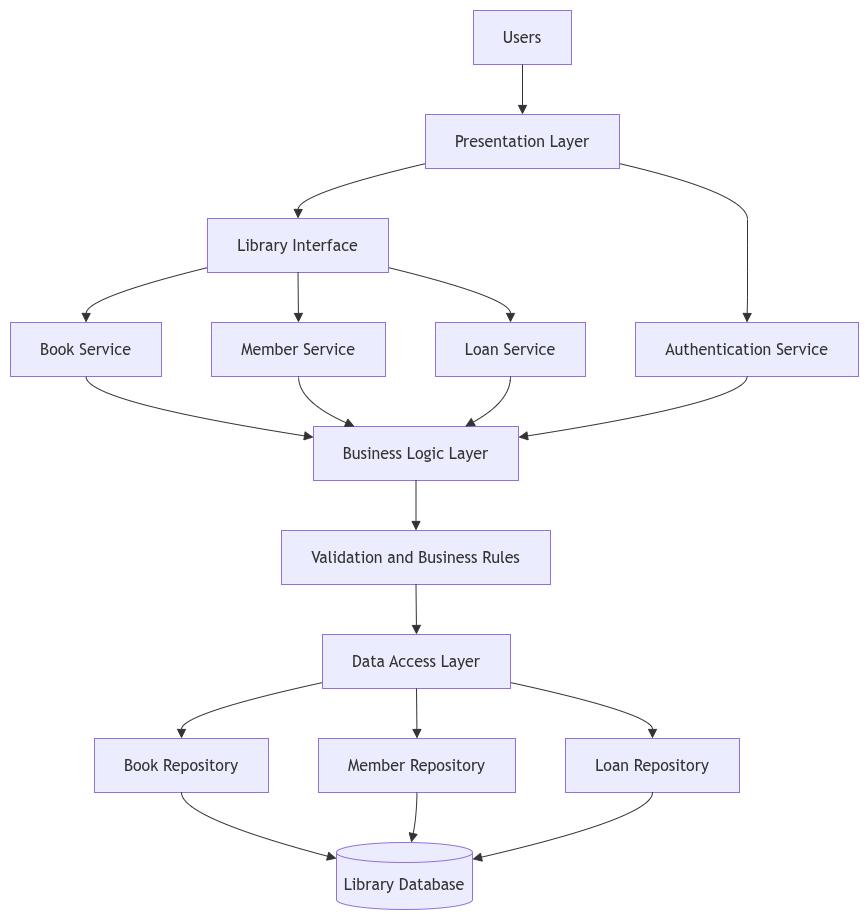 Users
Presentation Layer
Library Interface
Book Service
Member Service
Loan Service
Authentication Service
Business Logic Layer
Validation and Business Rules
Data Access Layer
Book Repository
Member Repository
Loan Repository
Library Database